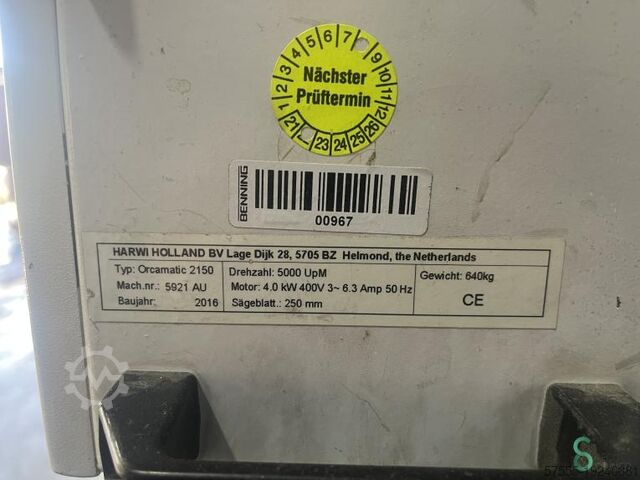 1 2 3 4 5 6 7 9 10 11 12
Nächster
Prüftermin
21 23 24 25 26
BENNING
00967
HARWI HOLLAND BV Lage Dijk 28, 5705 BZ Helmond, the Netherlands
Typ: Orcamatic 2150 Drehzahl: 5000 UpM Gewicht: 640kg
Mach.nr.: 5921 AU Motor: 4.0 kW 400V 3~ 6.3 Amp 50 Hz
Baujahr: 2016 Sägeblatt.: 250 mm CE